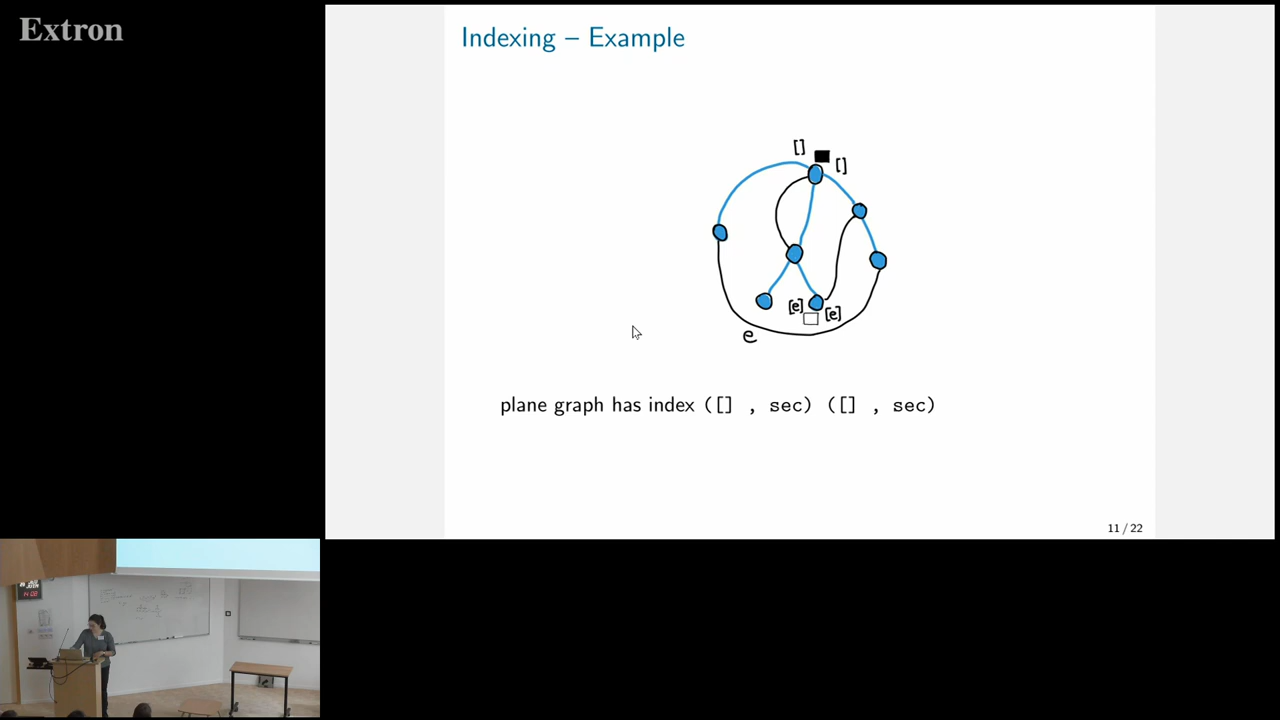 Extron
Indexing – Example
[]
[]
[e]
[e]
e
plane graph has index ([] , sec) ([] , sec)
11 / 22